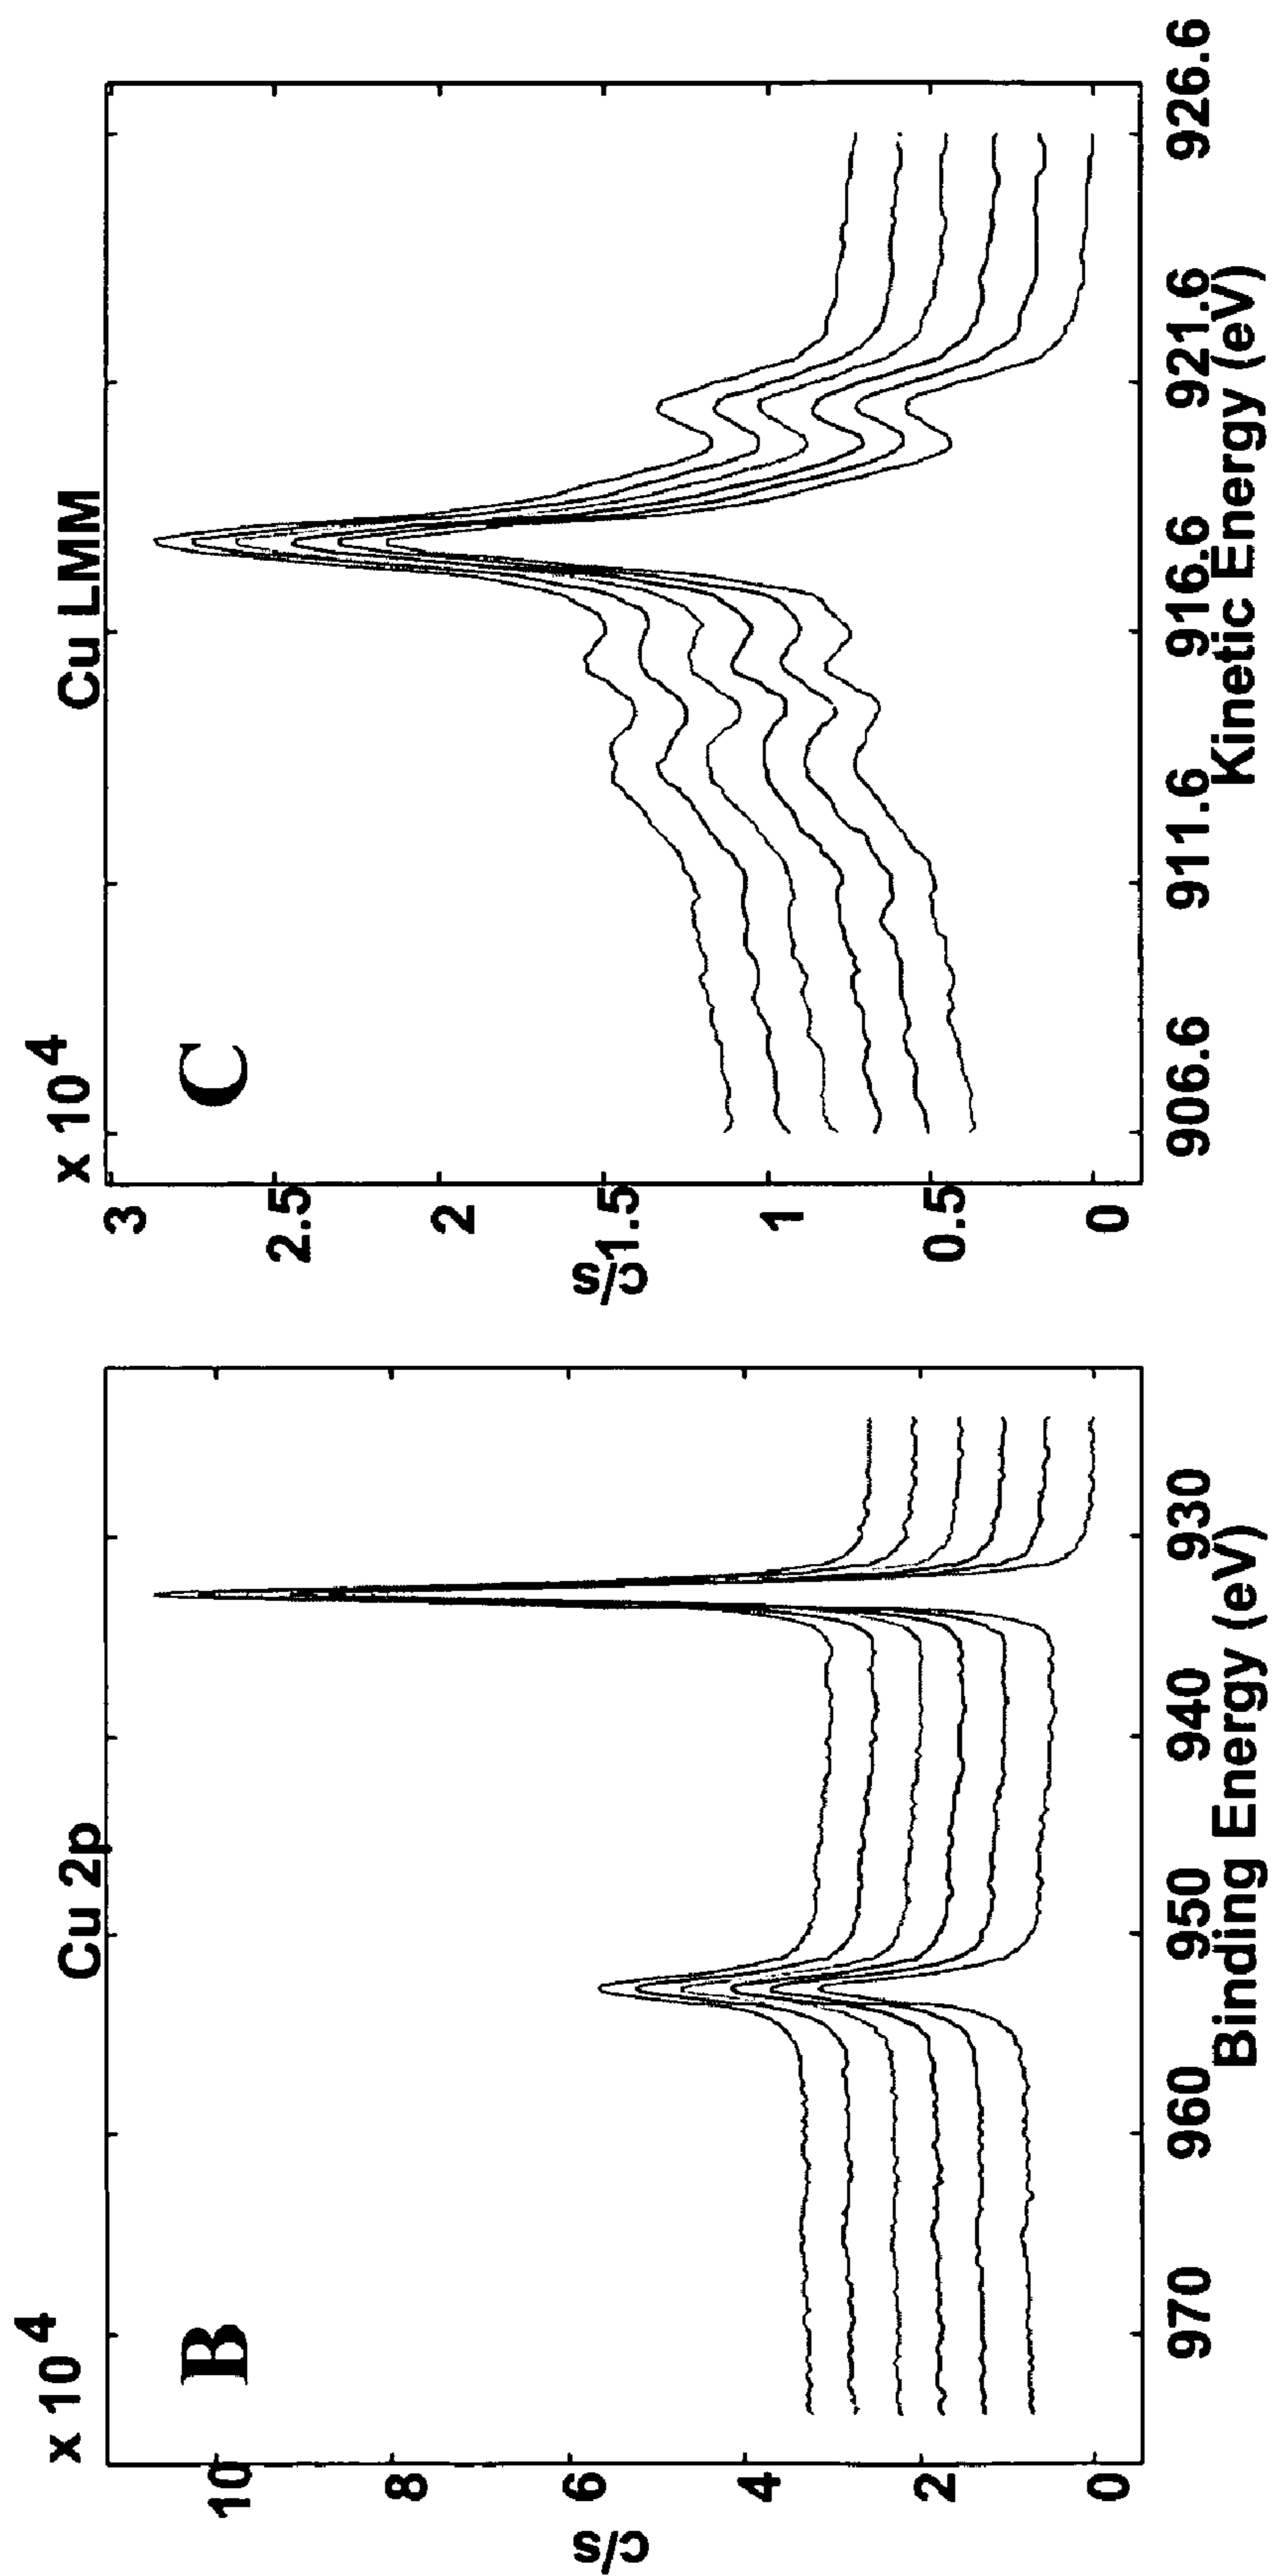 Cu 2p
x 10 4
B
c/s
10
8
6
4
2
0
970 960 950 940 930
Binding Energy (eV)
Cu LMM
x 10 4
C
c/s
3
2.5
2
1.5
1
0.5
0
906.6 911.6 916.6 921.6 926.6
Kinetic Energy (eV)